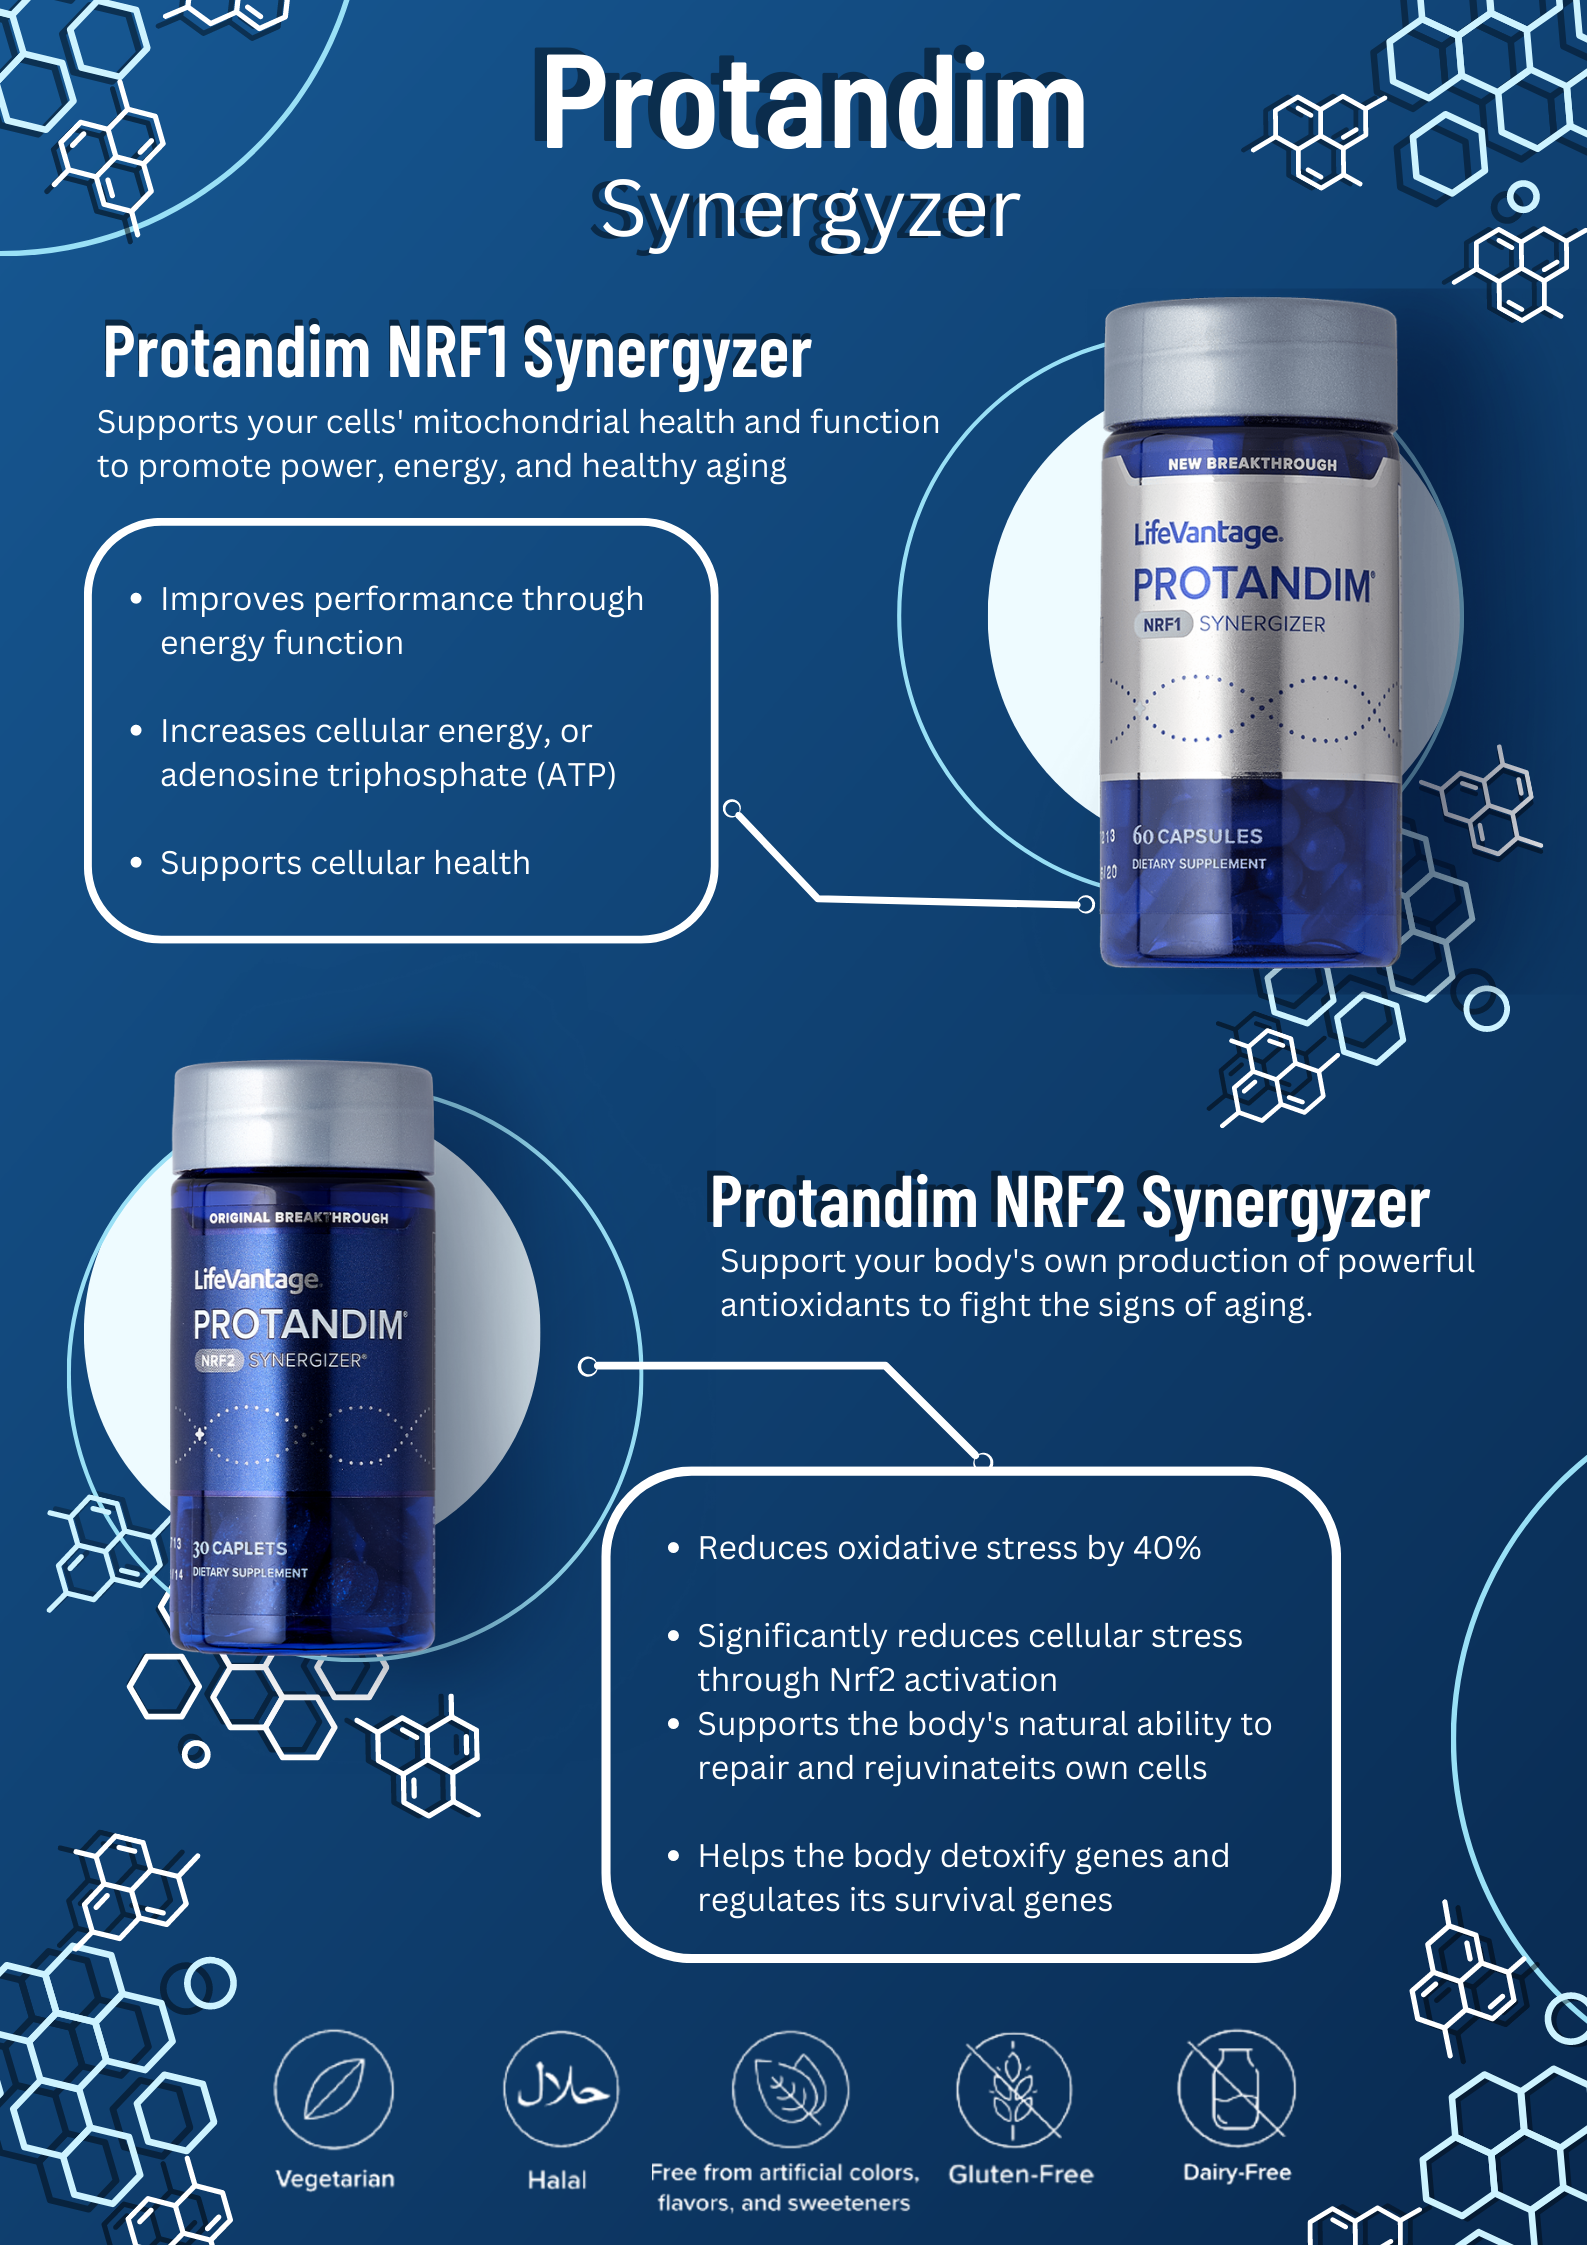 Protandim
Synergyzer
Protandim NRF1 Synergyzer
Supports your cells' mitochondrial health and function
to promote power, energy, and healthy aging
• Improves performance through
energy function
• Increases cellular energy, or
adenosine triphosphate (ATP)
• Supports cellular health
NEW BREAKTHROUGH
LifeVantage.
PROTANDIM®
NRF1 SYNERGIZER
60 CAPSULES
DIETARY SUPPLEMENT
ORIGINAL BREAKTHROUGH
LifeVantage.
PROTANDIM®
NRF2 SYNERGIZER®
30 CAPLETS
DIETARY SUPPLEMENT
Protandim NRF2 Synergyzer
Support your body's own production of powerful
antioxidants to fight the signs of aging.
• Reduces oxidative stress by 40%
• Significantly reduces cellular stress
through Nrf2 activation
• Supports the body's natural ability to
repair and rejuvinateits own cells
• Helps the body detoxify genes and
regulates its survival genes
حلال
Vegetarian
Halal
Free from artificial colors,
flavors, and sweeteners
Gluten-Free
Dairy-Free